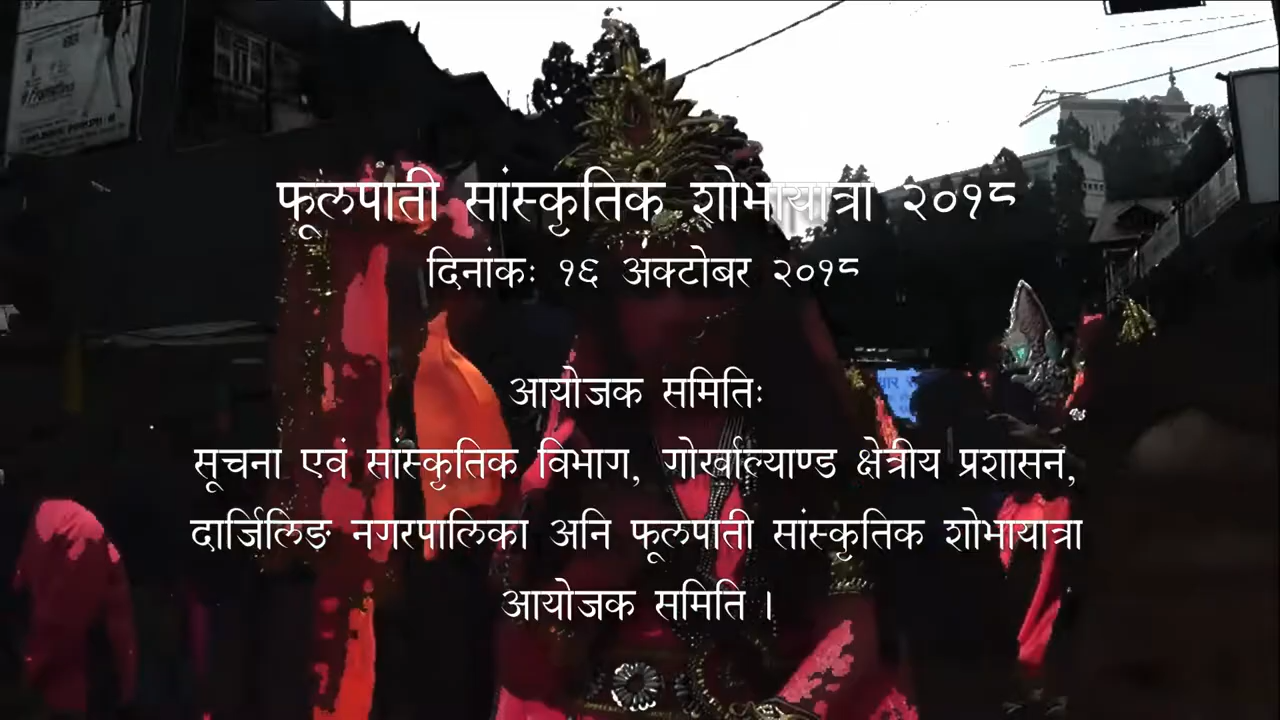 फूलपाती सांस्कृतिक शोभायात्रा २०१८
दिनांकः १६ अक्टोबर २०१८
आयोजक समितिः
सूचना एवं सांस्कृतिक विभाग, गोर्खाल्याण्ड क्षेत्रीय प्रशासन,
दार्जिलिङ नगरपालिका अनि फूलपाती सांस्कृतिक शोभायात्रा
आयोजक समिति ।